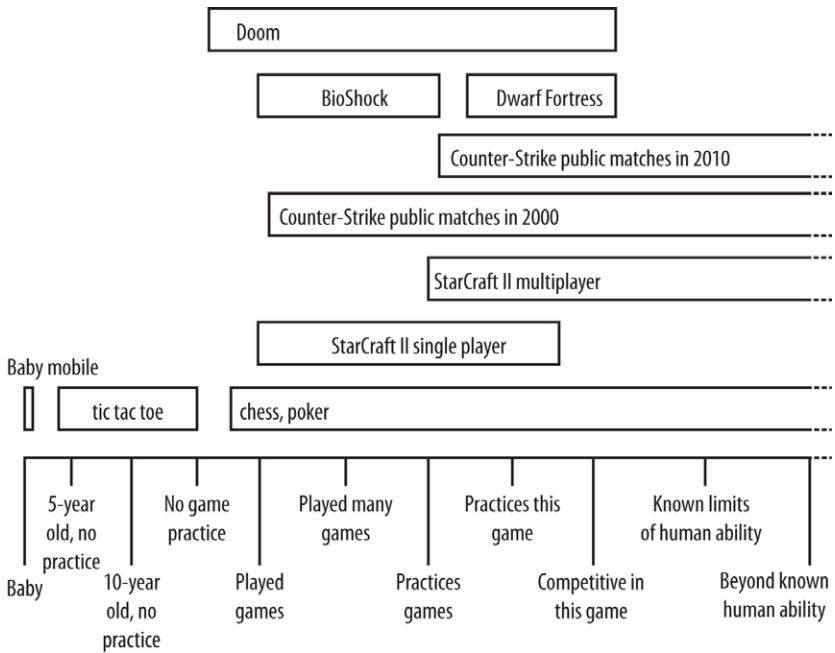 Doom
BioShock
Dwarf Fortress
Counter-Strike public matches in 2010
Counter-Strike public matches in 2000
StarCraft II multiplayer
StarCraft II single player
Baby mobile
tic tac toe
chess, poker
Baby
5-year
old, no
practice
10-year
old, no
practice
No game
practice
Played
games
Played many
games
Practices
games
Practices this
game
Competitive in
this game
Known limits
of human ability
Beyond known
human ability